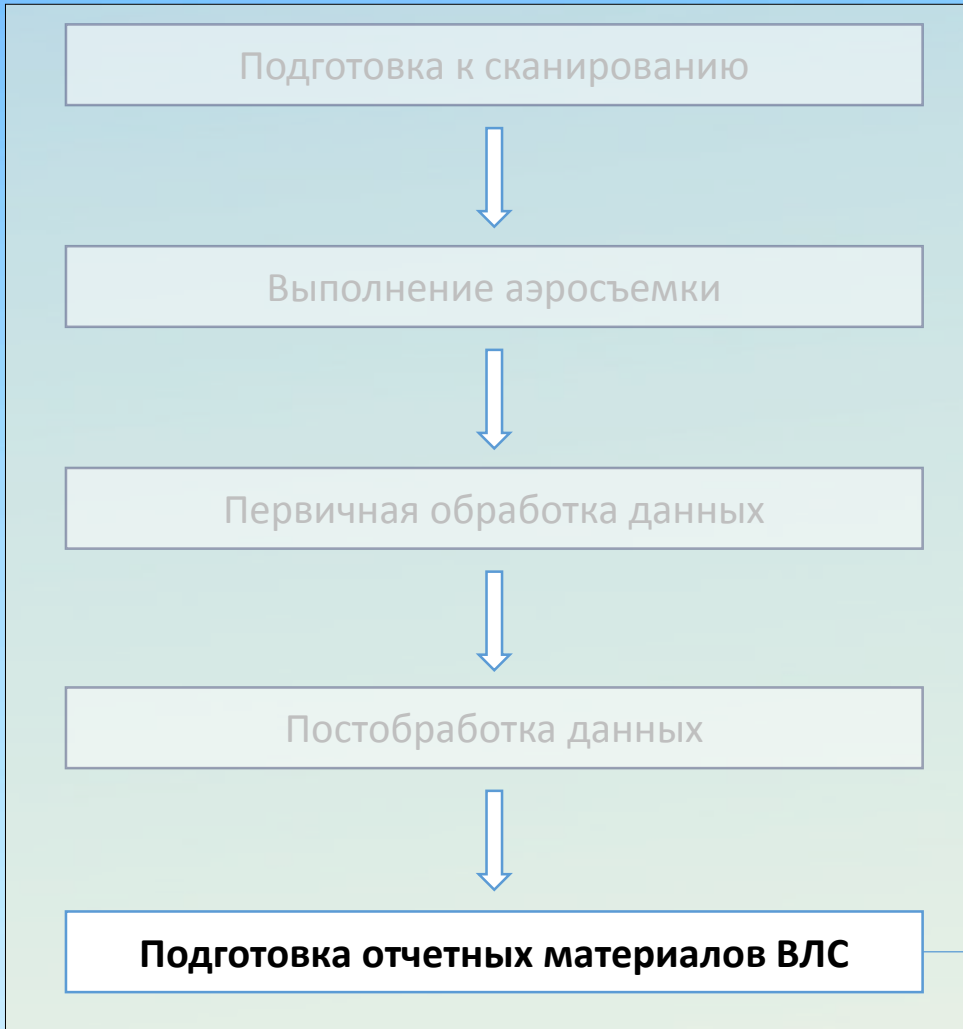 Подготовка к сканированию
Выполнение аэросъемки
Первичная обработка данных
Постобработка данных
Подготовка отчетных материалов ВЛС